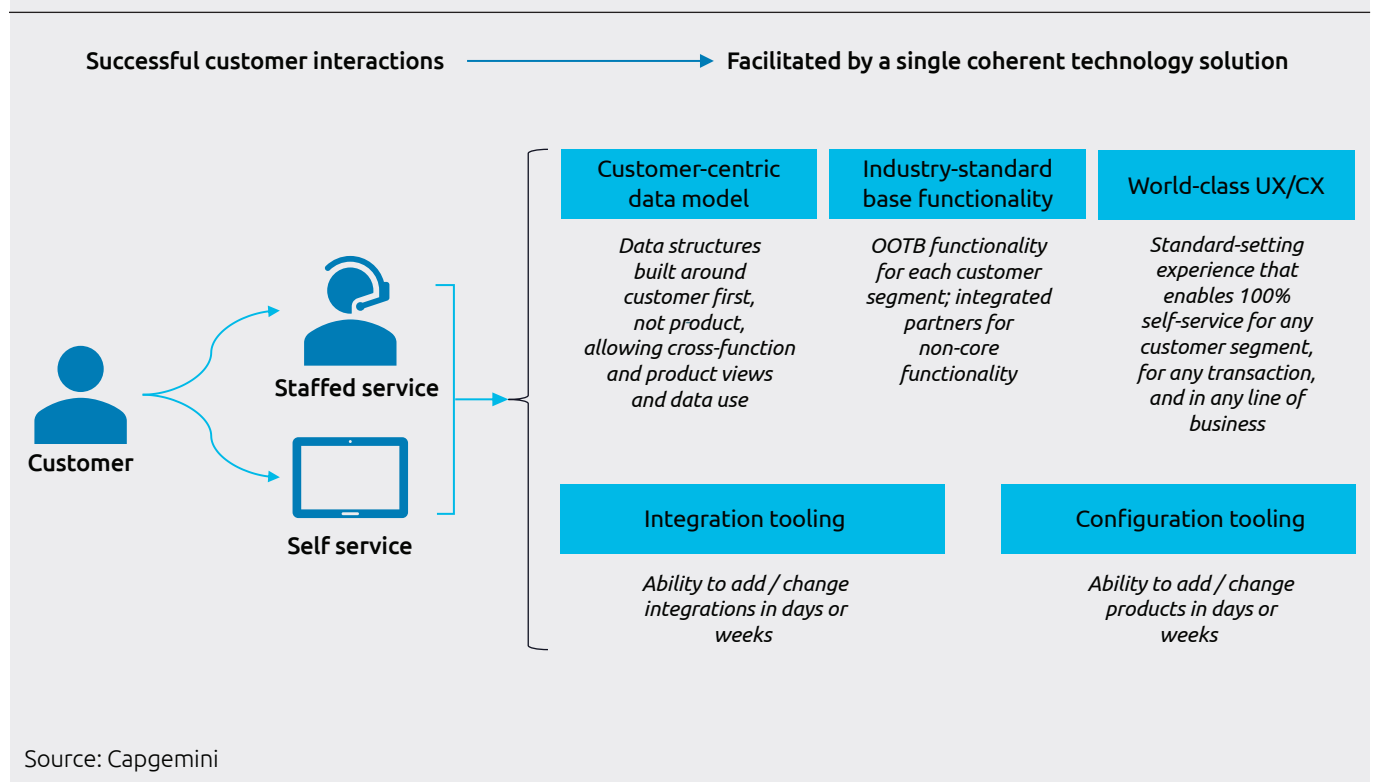 Successful customer interactions
Facilitated by a single coherent technology solution
Customer
Staffed service
Self service
Customer-centric
data model
Data structures
built around
customer first,
not product,
allowing cross-function
and product views
and data use
Industry-standard
base functionality
OOTB functionality
for each customer
segment; integrated
partners for
non-core
functionality
World-class UX/CX
Standard-setting
experience that
enables 100%
self-service for any
customer segment,
for any transaction,
and in any line of
business
Integration tooling
Ability to add / change
integrations in days or
weeks
Configuration tooling
Ability to add / change
products in days or
weeks
Source: Capgemini